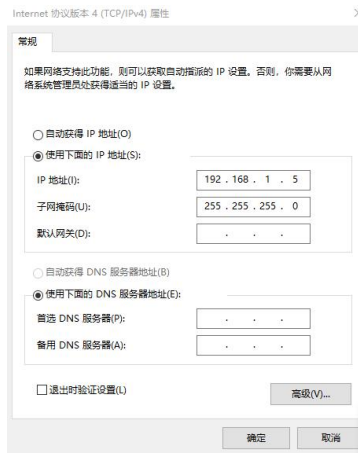 Internet 协议版本 4 (TCP/IPv4) 属性
常规
如果网络支持此功能，则可以获取自动指派的 IP 设置。否则，你需要从网
络系统管理员处获得适当的 IP 设置。
自动获得 IP 地址(O)
使用下面的 IP 地址(S):
IP 地址(I): 192 . 168 . 1 . 5
子网掩码(U): 255 . 255 . 255 . 0
默认网关(D): . . .
自动获得 DNS 服务器地址(B)
使用下面的 DNS 服务器地址(E):
首选 DNS 服务器(P): . . .
备用 DNS 服务器(A): . . .
退出时验证设置(L)
高级(V)...
确定 取消